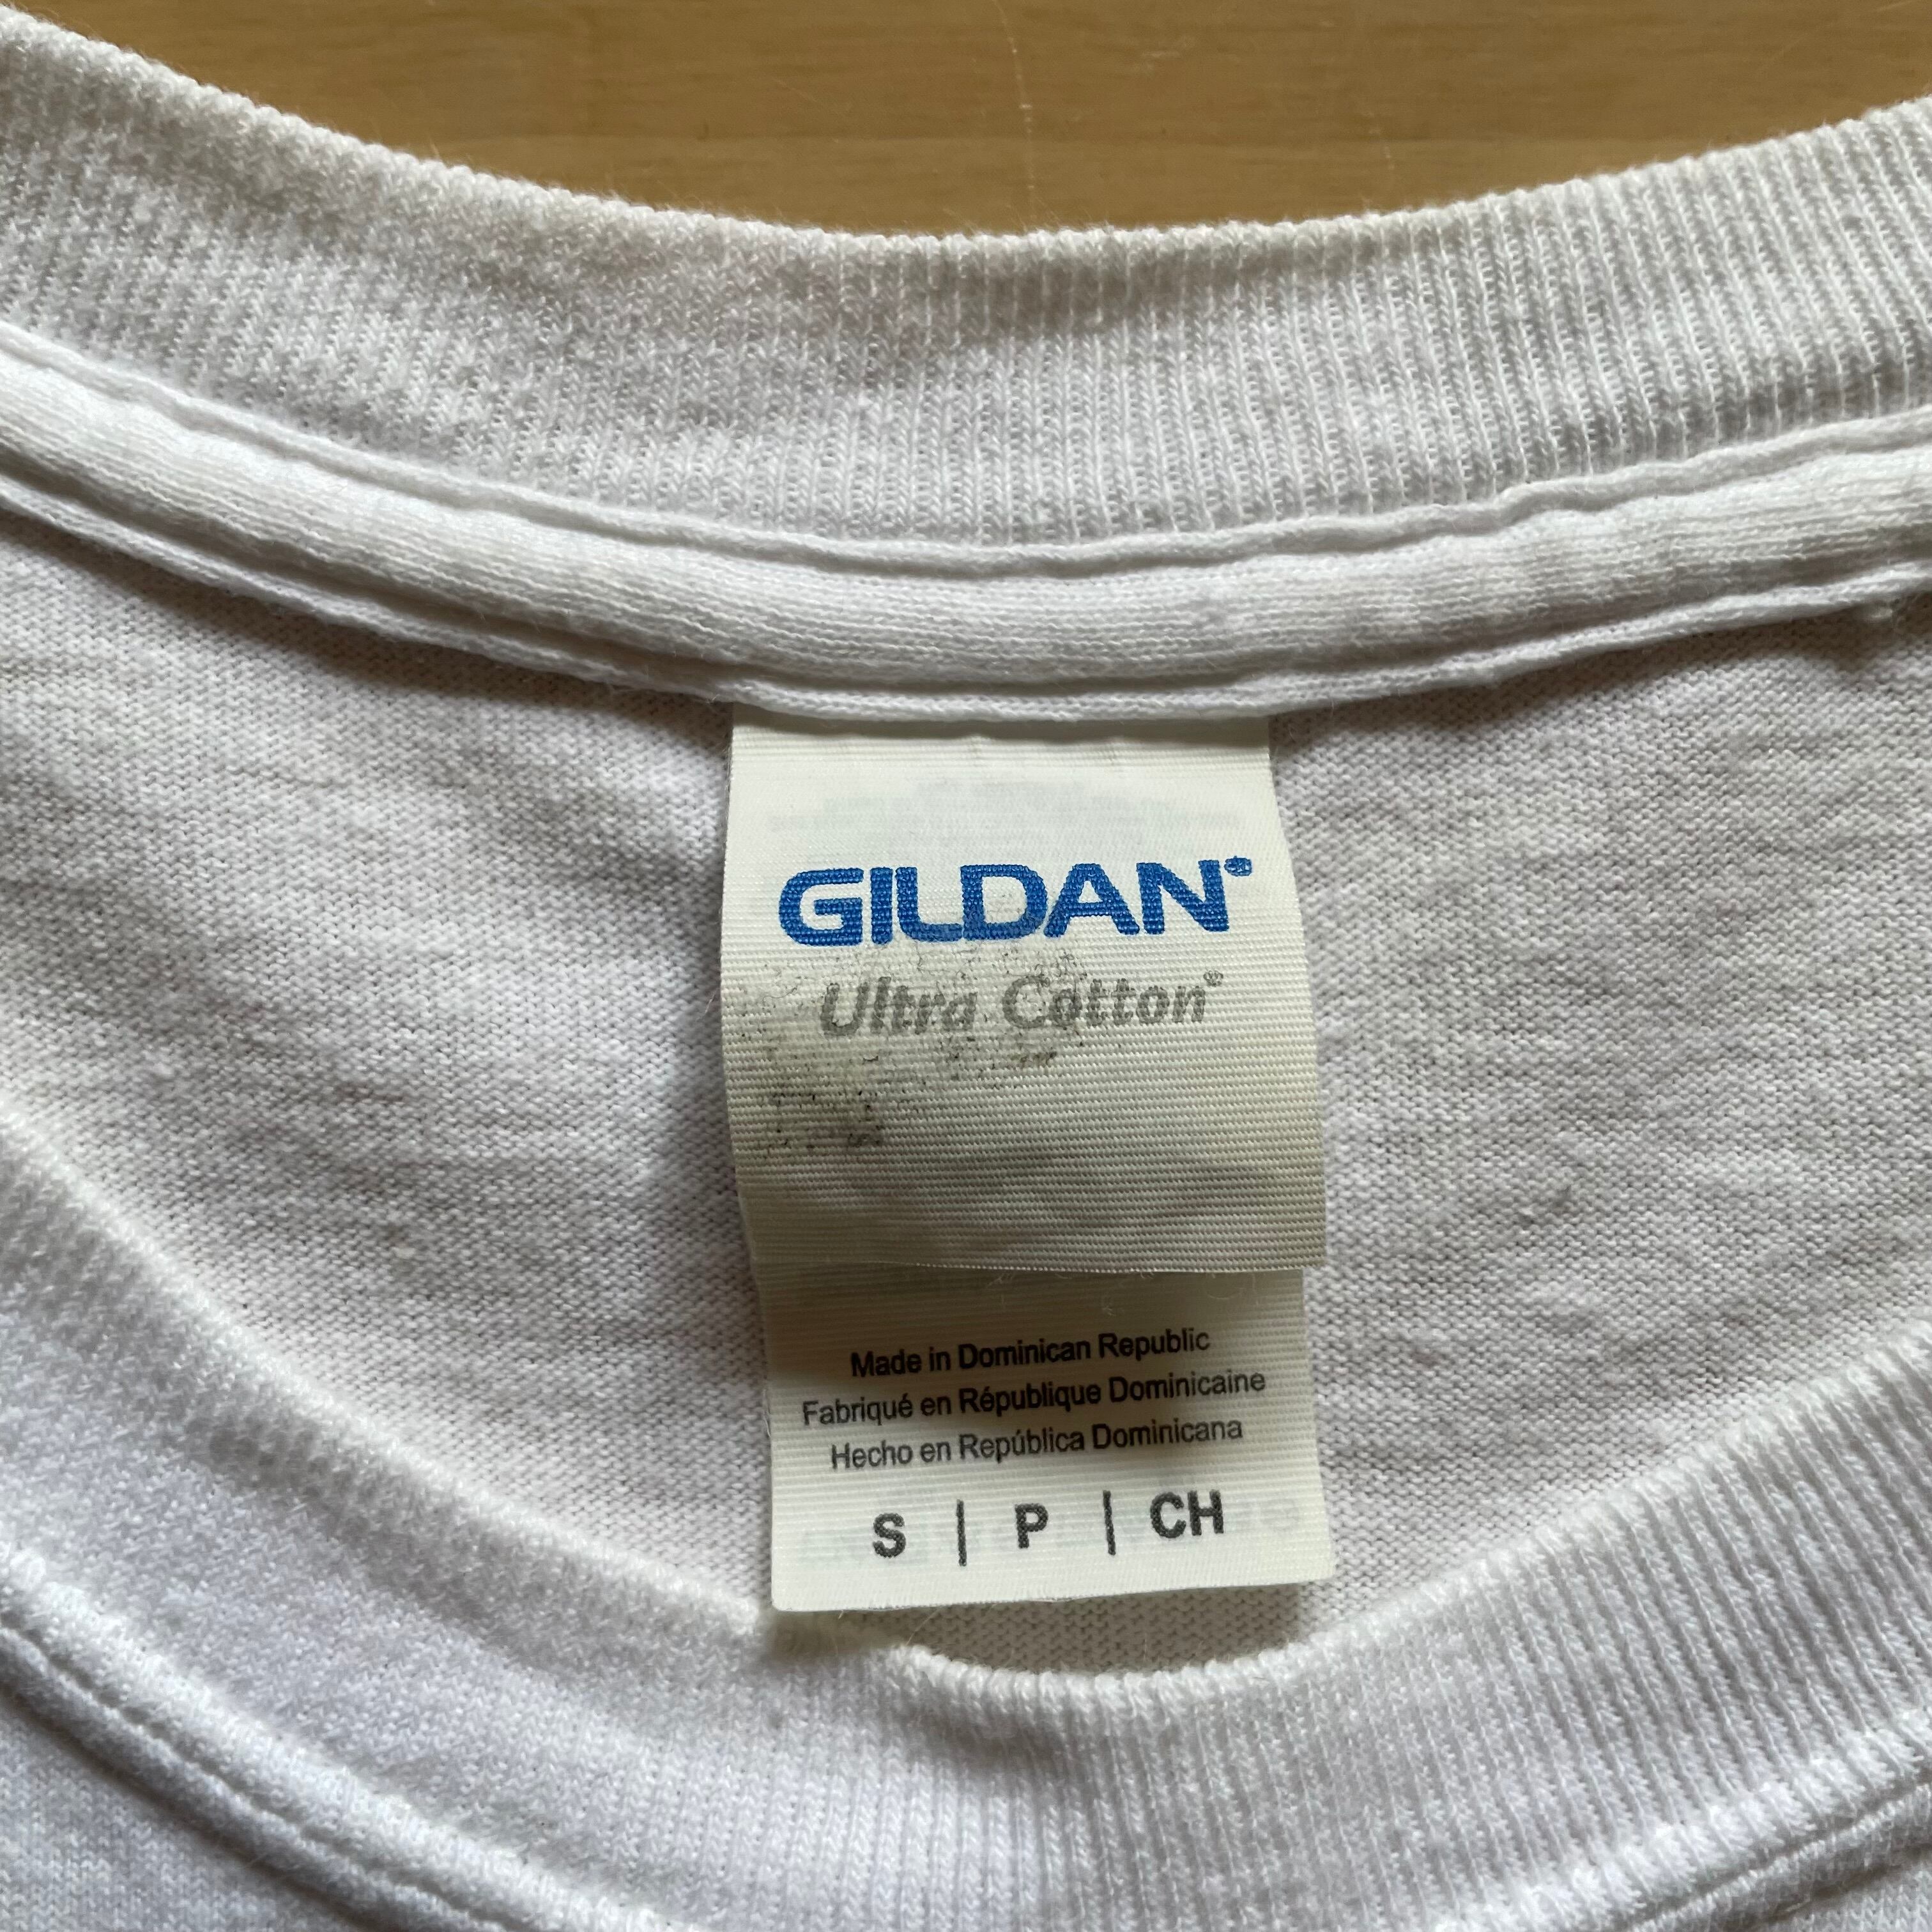 GILDAN®
Ultra Cotton®
Made in Dominican Republic
Fabriqué en République Dominicaine
Hecho en República Dominicana
S | P | CH